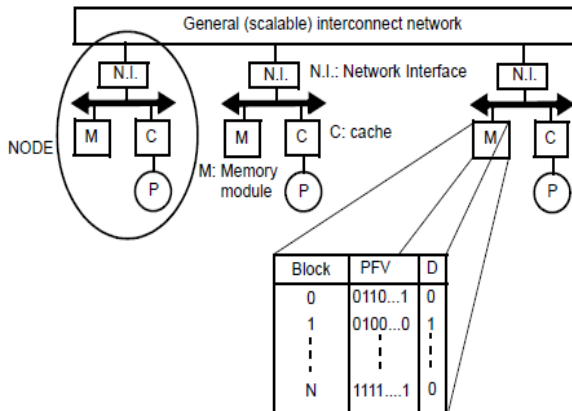 General (scalable) interconnect network
N.I.
N.I.
N.I.: Network Interface
N.I.
NODE
M
C
M
C
C: cache
M
C
M: Memory
module
P
P
P
Block
PFV
D
0
0110...1
0
1
0100...0
1
N
1111....1
0